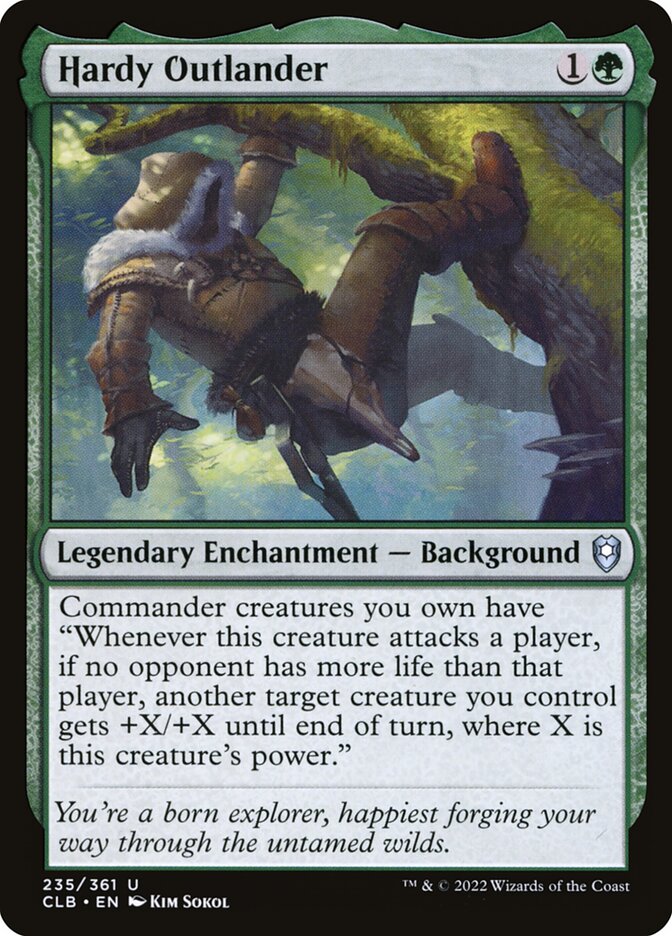 Hardy Outlander
1
Legendary Enchantment — Background
Commander creatures you own have
“Whenever this creature attacks a player,
if no opponent has more life than that
player, another target creature you control
gets +X/+X until end of turn, where X is
this creature’s power.”
You’re a born explorer, happiest forging your
way through the untamed wilds.
235/361 U
CLB • EN Kim Sokol
™ & © 2022 Wizards of the Coast